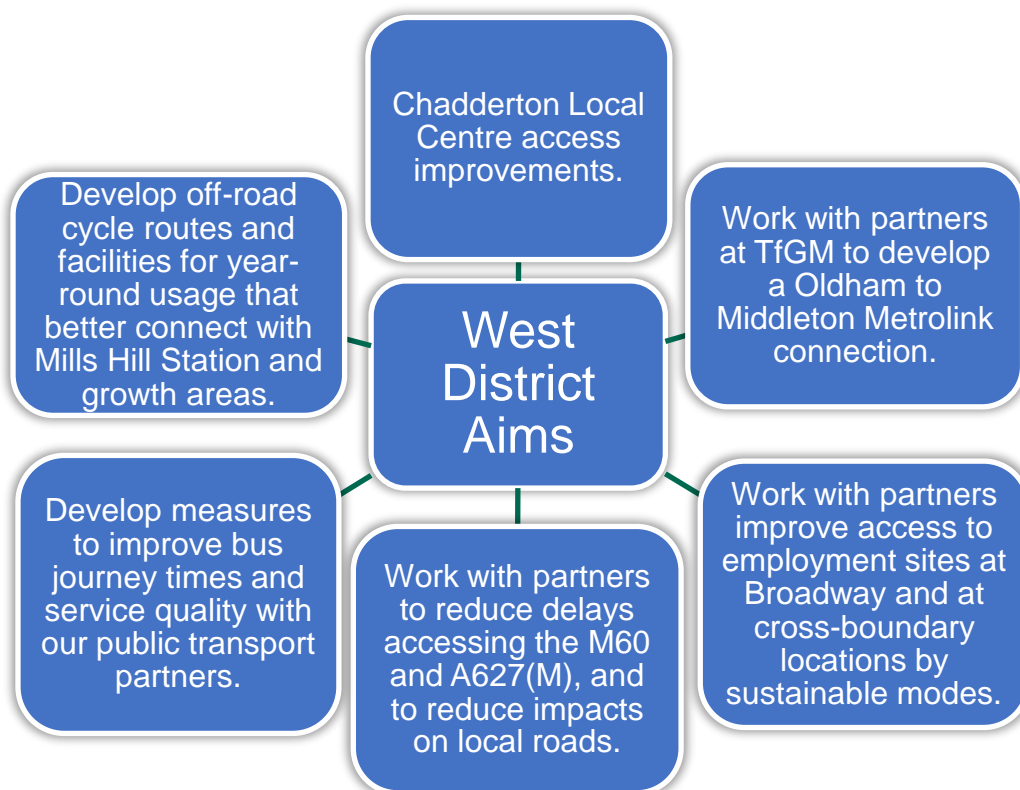 Chadderton Local
Centre access
improvements.
Develop off-road
cycle routes and
facilities for year-
round usage that
better connect with
Mills Hill Station and
growth areas.
Work with partners
at TfGM to develop
a Oldham to
Middleton Metrolink
connection.
West
District
Aims
Develop measures
to improve bus
journey times and
service quality with
our public transport
partners.
Work with partners
to reduce delays
accessing the M60
and A627(M), and
to reduce impacts
on local roads.
Work with partners
improve access to
employment sites at
Broadway and at
cross-boundary
locations by
sustainable modes.